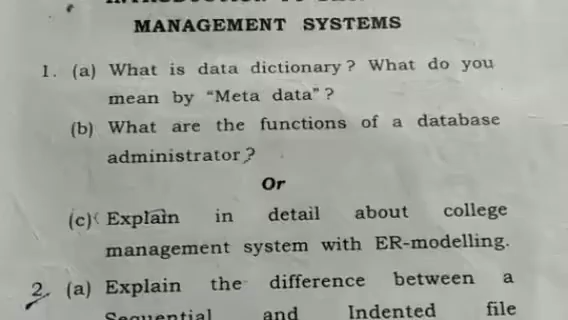 MANAGEMENT SYSTEMS
1. (a) What is data dictionary? What do you
mean by "Meta data"?
(b) What are the functions of a database
administrator?
Or
(c) Explain in detail about college
management system with ER-modelling.
2. (a) Explain the difference between a
Sequential and Indented file